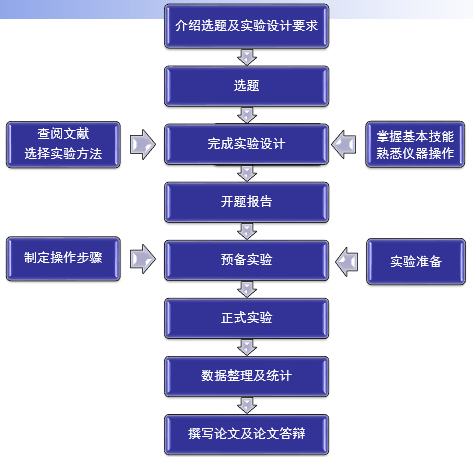 介绍选题及实验设计要求
选题
查阅文献
选择实验方法
完成实验设计
掌握基本技能
熟悉仪器操作
开题报告
制定操作步骤
预备实验
实验准备
正式实验
数据整理及统计
撰写论文及论文答辩